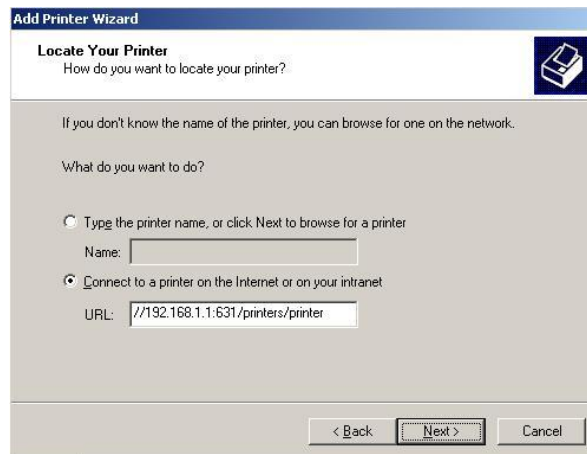 Add Printer Wizard
Locate Your Printer
How do you want to locate your printer?
If you don't know the name of the printer, you can browse for one on the network.
What do you want to do?
Type the printer name, or click Next to browse for a printer
Name:
Connect to a printer on the Internet or on your intranet
URL: //192.168.1.1:631/printers/printer
< Back Next > Cancel